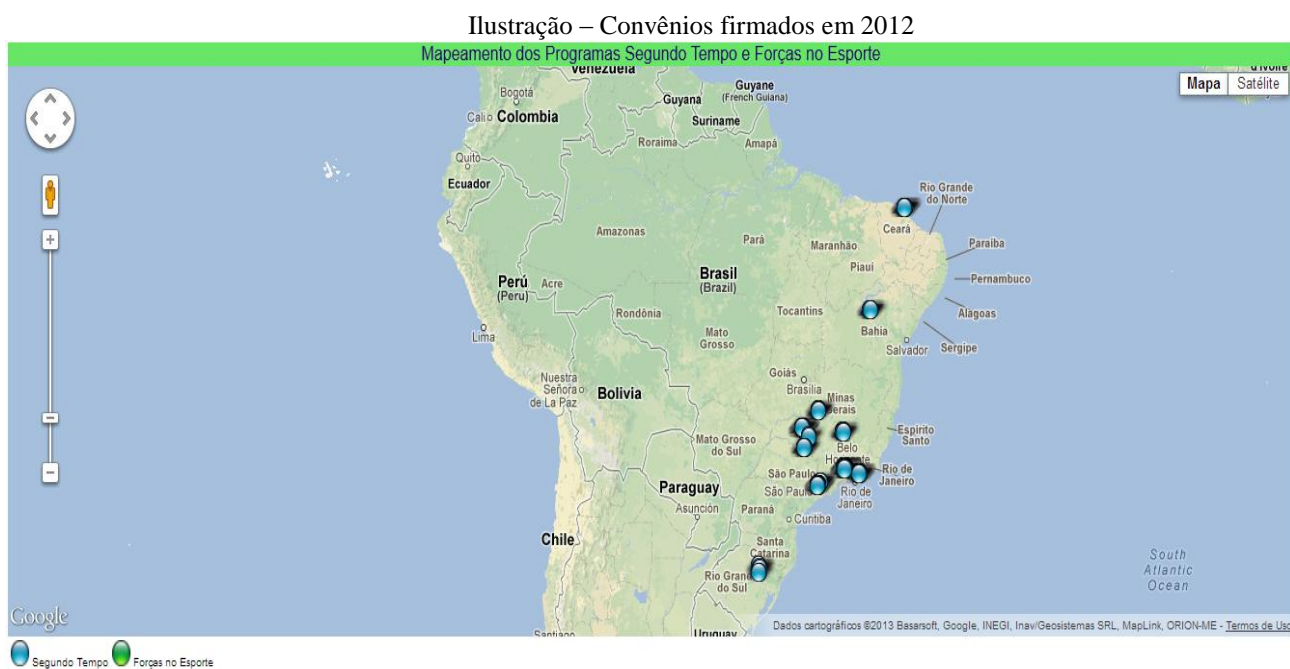 Ilustração – Convênios firmados em 2012
Mapeamento dos Programas Segundo Tempo e Forças no Esporte
Venezuela
Mapa
Satélite
Bogotá
Guyane
(French Guiana)
Guyana
Cali
Colombia
Suriname
Roraima
Amapá
Quito
Ecuador
Rio Grande
do Norte
Ceará
Amazonas
Pará
Maranhão
Paraiba
Piauí
Brasil
(Brazil)
Perú
(Peru)
Acre
Pernambuco
Rondônia
Tocantins
Alagoas
Lima
Mato
Grosso
Bahia
Salvador
Sergipe
Nuestra
Señora
de La Paz
Goiás
Brasília
Bolivia
Minas
Gerais
Espírito
Santo
Mato Grosso
do Sul
Belo
São Paulo
Rio de
Janeiro
Paraguay
São Paulo
Rio de
Janeiro
Asunción
Paraná
Curitiba
Chile
Santa
Catarina
South
Atlantic
Ocean
Rio Grande
do Sul
Google
Santiago
Uruguay
Dados cartográficos ©2013 Basarsoft, Google, INEGI, Inav/Geosistemas SRL, MapLink, ORION-ME - Termos de Uso
Segundo Tempo
Forças no Esporte